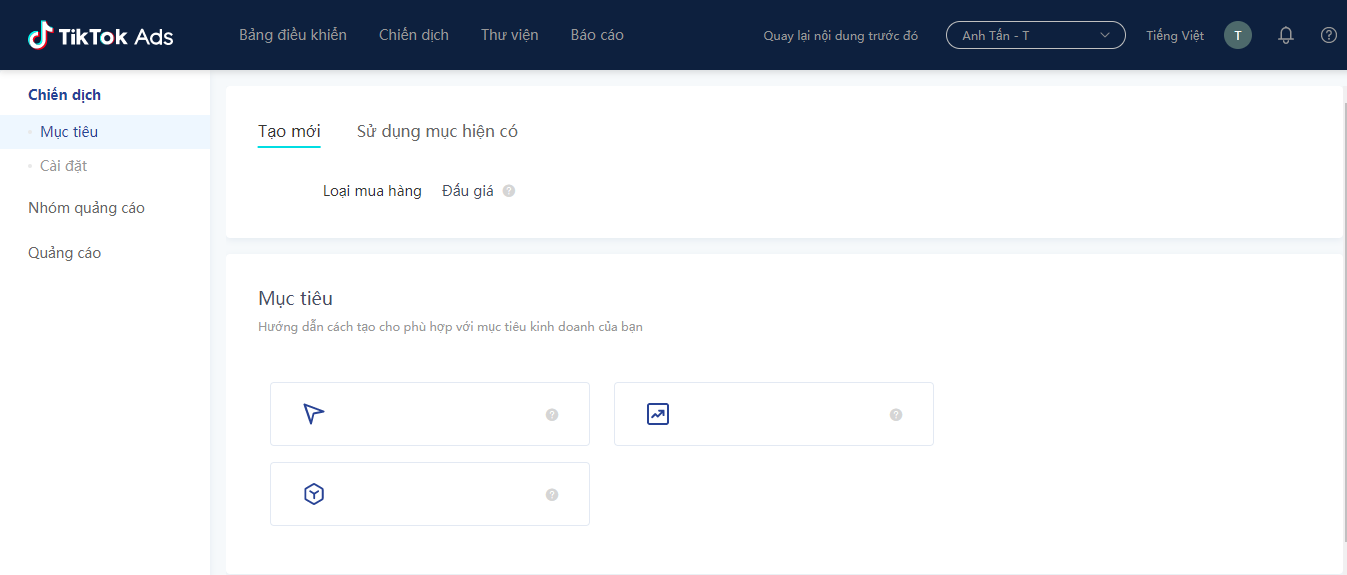 TikTok Ads
Bảng điều khiển Chiến dịch Thư viện Báo cáo Quay lại nội dung trước đó Anh Tấn - T Tiếng Việt T ?
Chiến dịch
Mục tiêu
Cài đặt
Nhóm quảng cáo
Quảng cáo
Tạo mới Sử dụng mục hiện có
Loại mua hàng Đấu giá ?
Mục tiêu
Hướng dẫn cách tạo cho phù hợp với mục tiêu kinh doanh của bạn
? ?
?